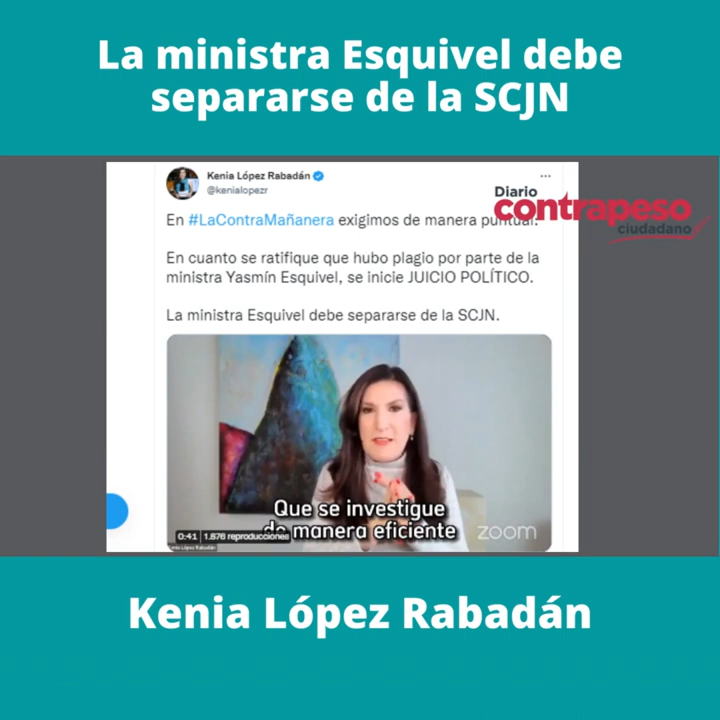 La ministra Esquivel debe
separarse de la SCJN
Kenia López Rabadán
@kenialopezr
Diario
contrapeso
ciudadano
En #LaContraMañanera exigimos de manera puntual:
En cuanto se ratifique que hubo plagio por parte de la
ministra Yasmín Esquivel, se inicie JUICIO POLÍTICO.
La ministra Esquivel debe separarse de la SCJN.
Que se investigue
de manera eficiente
0:41 1.876 reproducciones
zoom
Kenia López Rabadán
Kenia López Rabadán